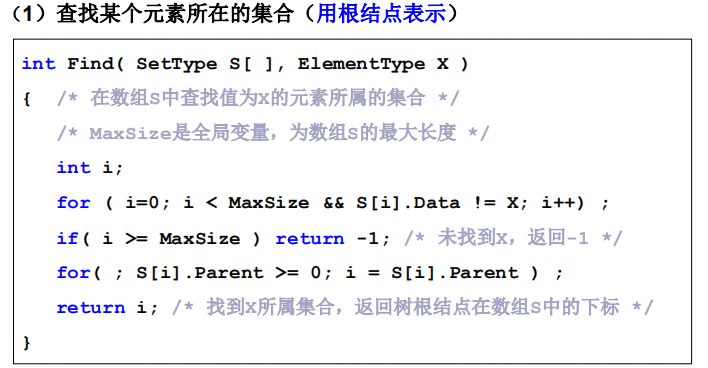 （1）查找某个元素所在的集合（用根结点表示）
int Find( SetType S[ ], ElementType X )
{ /* 在数组S中查找值为X的元素所属的集合 */
/* MaxSize是全局变量，为数组S的最大长度 */
int i;
for ( i=0; i < MaxSize && S[i].Data != X; i++) ;
if( i >= MaxSize ) return -1; /* 未找到X，返回-1 */
for( ; S[i].Parent >= 0; i = S[i].Parent ) ;
return i; /* 找到X所属集合，返回树根结点在数组S中的下标 */
}